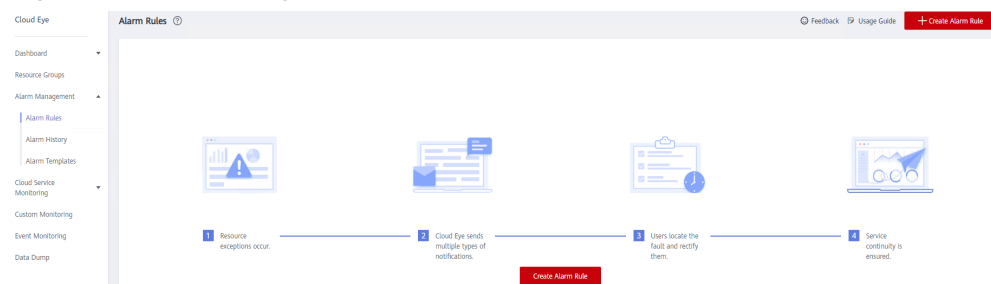 Cloud Eye
Alarm Rules
Feedback
Usage Guide
Create Alarm Rule
Dashboard
Resource Groups
Alarm Management
Alarm Rules
Alarm History
Alarm Templates
Cloud Service
Monitoring
Custom Monitoring
Event Monitoring
Data Dump
1 Resource
exceptions occur.
2 Cloud Eye sends
multiple types of
notifications.
3 Users locate the
fault and rectify
them.
4 Service
continuity is
ensured.
Create Alarm Rule